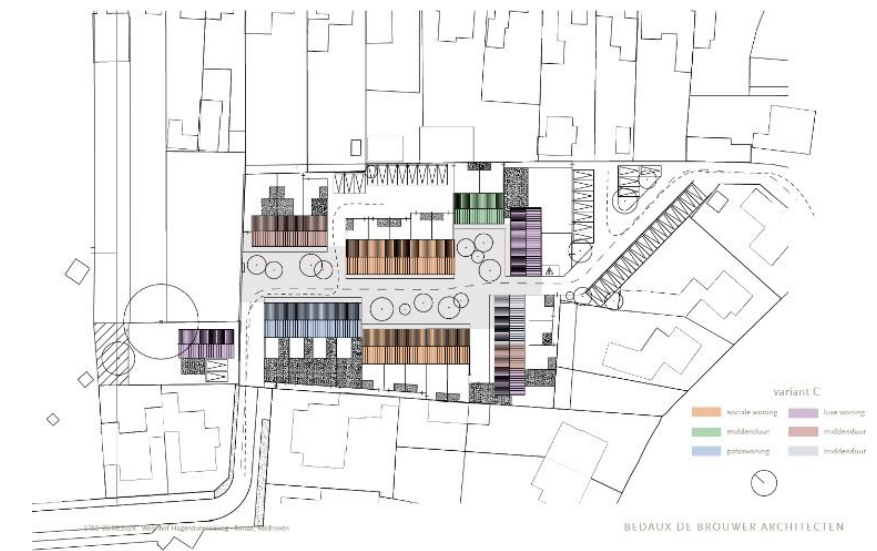 variant C
sociale woning
luxe woning
middenduur
middenduur
patiowoning
middenduur
BEDAUX DE BROUWER ARCHITECTEN